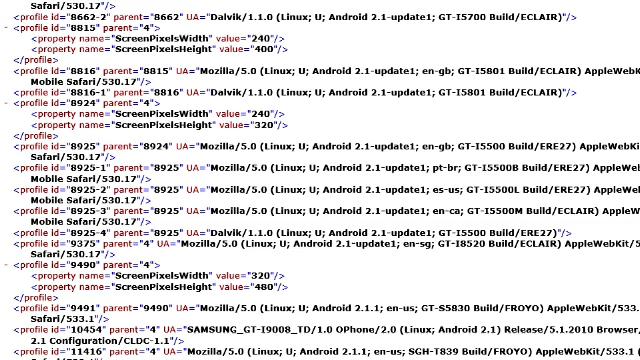 Safari/530.17"/>
<profile id="8662-2" parent="8662" UA="Dalvik/1.1.0 (Linux; U; Android 2.1-update1; GT-I5700 Build/ECLAIR)"/>
- <profile id="8815" parent="4">
<property name="ScreenPixelsWidth" value="240"/>
<property name="ScreenPixelsHeight" value="400"/>
</profile>
<profile id="8816" parent="8815" UA="Mozilla/5.0 (Linux; U; Android 2.1-update1; en-gb; GT-I5801 Build/ECLAIR) AppleWebK
Mobile Safari/530.17"/>
<profile id="8816-1" parent="8816" UA="Dalvik/1.1.0 (Linux; U; Android 2.1-update1; GT-I5801 Build/ECLAIR)"/>
- <profile id="8924" parent="4">
<property name="ScreenPixelsWidth" value="240"/>
<property name="ScreenPixelsHeight" value="320"/>
</profile>
<profile id="8925" parent="8924" UA="Mozilla/5.0 (Linux; U; Android 2.1-update1; en-gb; GT-I5500 Build/ERE27) AppleWebKi
Safari/530.17"/>
<profile id="8925-1" parent="8925" UA="Mozilla/5.0 (Linux; U; Android 2.1-update1; pt-br; GT-I5500B Build/ERE27) AppleWe
Mobile Safari/530.17"/>
<profile id="8925-2" parent="8925" UA="Mozilla/5.0 (Linux; U; Android 2.1-update1; es-us; GT-I5500L Build/ERE27) AppleWe
Mobile Safari/530.17"/>
<profile id="8925-3" parent="8925" UA="Mozilla/5.0 (Linux; U; Android 2.1-update1; en-ca; GT-I5500M Build/ECLAIR) AppleW
Mobile Safari/530.17"/>
<profile id="8925-4" parent="8925" UA="Dalvik/1.1.0 (Linux; U; Android 2.1-update1; GT-I5500 Build/ERE27)"/>
<profile id="9375" parent="4" UA="Mozilla/5.0 (Linux; U; Android 2.1-update1; en-sg; GT-I8520 Build/ECLAIR) AppleWebKit/5
Safari/530.17"/>
- <profile id="9490" parent="4">
<property name="ScreenPixelsWidth" value="320"/>
<property name="ScreenPixelsHeight" value="480"/>
</profile>
<profile id="9491" parent="9490" UA="Mozilla/5.0 (Linux; U; Android 2.1.1; en-us; GT-S5830 Build/FROYO) AppleWebKit/533.
Safari/533.1"/>
<profile id="10454" parent="4" UA="SAMSUNG_GT-I9008_TD/1.0 OPhone/2.0 (Linux; Android 2.1) Release/5.1.2010 Browser,
2.1 Configuration/CLDC-1.1"/>
<profile id="11416" parent="4" UA="Mozilla/5.0 (Linux; U; Android 2.1.1; en-us; SGH-T839 Build/FROYO) AppleWebKit/533.1 (